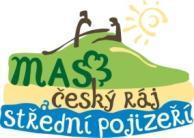 MAS
český ráj
a
střední pojizeří